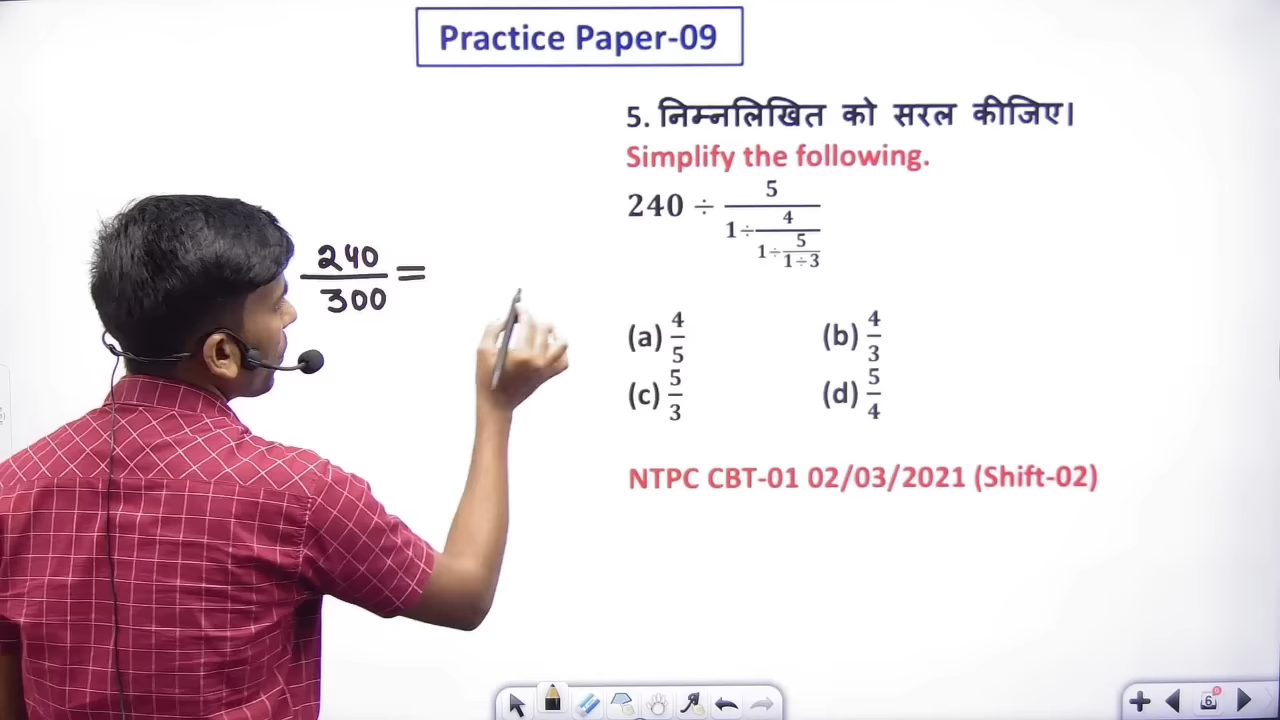 Practice Paper-09
5. निम्नलिखित को सरल कीजिए।
Simplify the following.
240 ÷ 5
1÷ 4
1÷ 5
1÷3
240
300 =
(a) 4/5 (b) 4/3
(c) 5/3 (d) 5/4
NTPC CBT-01 02/03/2021 (Shift-02)
6